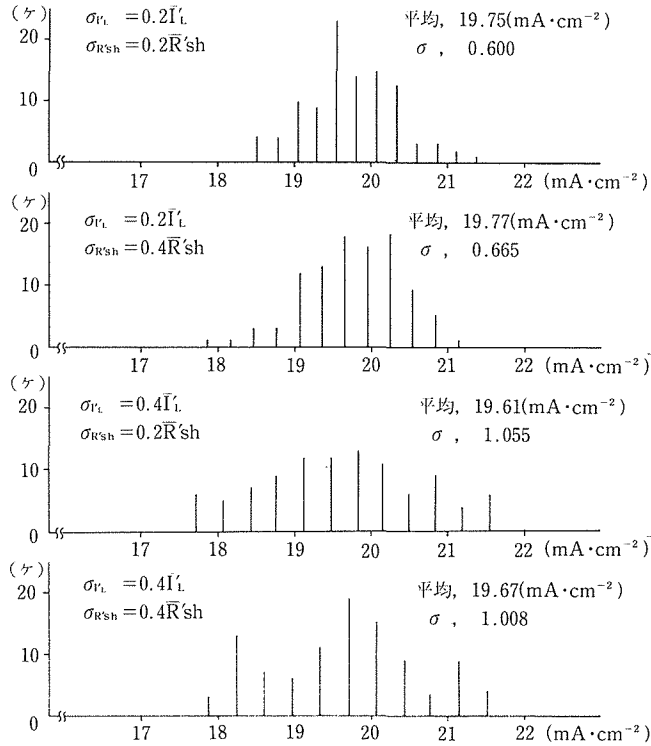 (ヶ)
σI'L =0.2Ī'L
平均, 19.75(mA·cm⁻²)
σR'sh=0.2R̄'sh
σ , 0.600
20
10
0
17 18 19 20 21 22 (mA·cm⁻²)
(ヶ)
σI'L =0.2Ī'L
平均, 19.77(mA·cm⁻²)
σR'sh=0.4R̄'sh
σ , 0.665
20
10
0
17 18 19 20 21 22 (mA·cm⁻²)
(ヶ)
σI'L =0.4Ī'L
平均, 19.61(mA·cm⁻²)
σR'sh=0.2R̄'sh
σ , 1.055
20
10
0
17 18 19 20 21 22 (mA·cm⁻²)
(ヶ)
σI'L =0.4Ī'L
平均, 19.67(mA·cm⁻²)
σR'sh=0.4R̄'sh
σ , 1.008
20
10
0
17 18 19 20 21 22 (mA·cm⁻²)